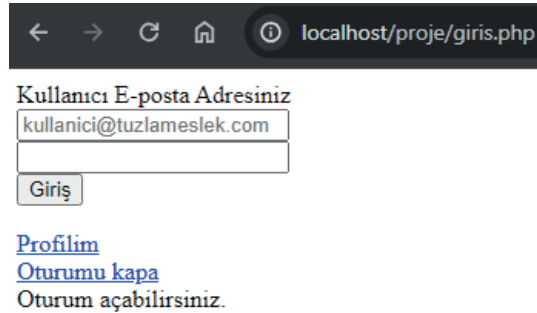 localhost/proje/giris.php
Kullanıcı E-posta Adresiniz
kullanici@tuzlameslek.com
Giriş
Profilim
Oturumu kapa
Oturum açabilirsiniz.